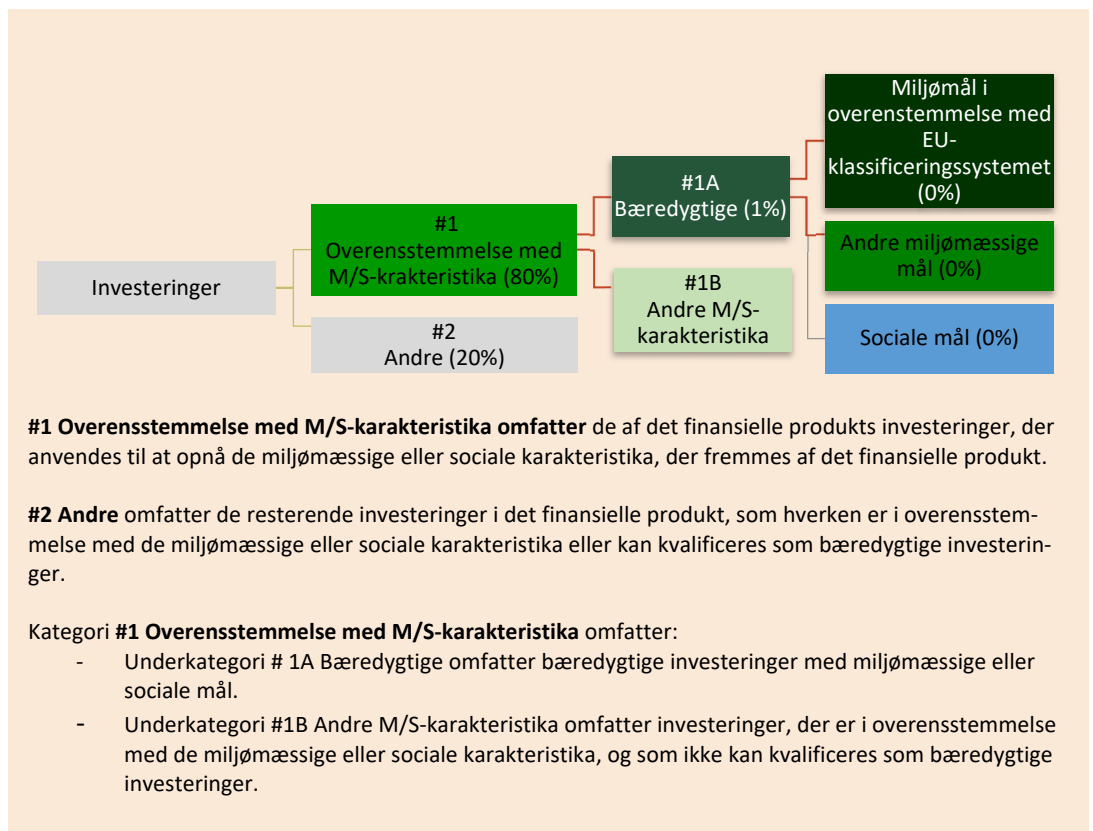 Investeringer
#1
Overensstemmelse med
M/S-krakteristika (80%)
#2
Andre (20%)
#1A
Bæredygtige (1%)
#1B
Andre M/S-
karakteristika
Miljømål i
overenstemmelse med
EU-
klassificeringssystemet
(0%)
Andre miljømæssige
mål (0%)
Sociale mål (0%)
#1 Overensstemmelse med M/S-karakteristika omfatter de af det finansielle produkts investeringer, der
anvendes til at opnå de miljømæssige eller sociale karakteristika, der fremmes af det finansielle produkt.
#2 Andre omfatter de resterende investeringer i det finansielle produkt, som hverken er i overensstem-
melse med de miljømæssige eller sociale karakteristika eller kan kvalificeres som bæredygtige investerin-
ger.
Kategori #1 Overensstemmelse med M/S-karakteristika omfatter:
- Underkategori # 1A Bæredygtige omfatter bæredygtige investeringer med miljømæssige eller
sociale mål.
- Underkategori #1B Andre M/S-karakteristika omfatter investeringer, der er i overensstemmelse
med de miljømæssige eller sociale karakteristika, og som ikke kan kvalificeres som bæredygtige
investeringer.